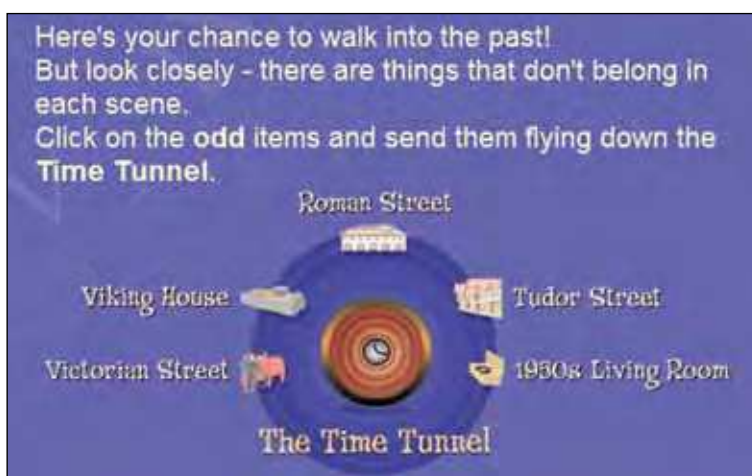 Here's your chance to walk into the past!
But look closely - there are things that don't belong in
each scene.
Click on the odd items and send them flying down the
Time Tunnel.
Roman Street
Viking House
Tudor Street
Victorian Street
1950s Living Room
The Time Tunnel